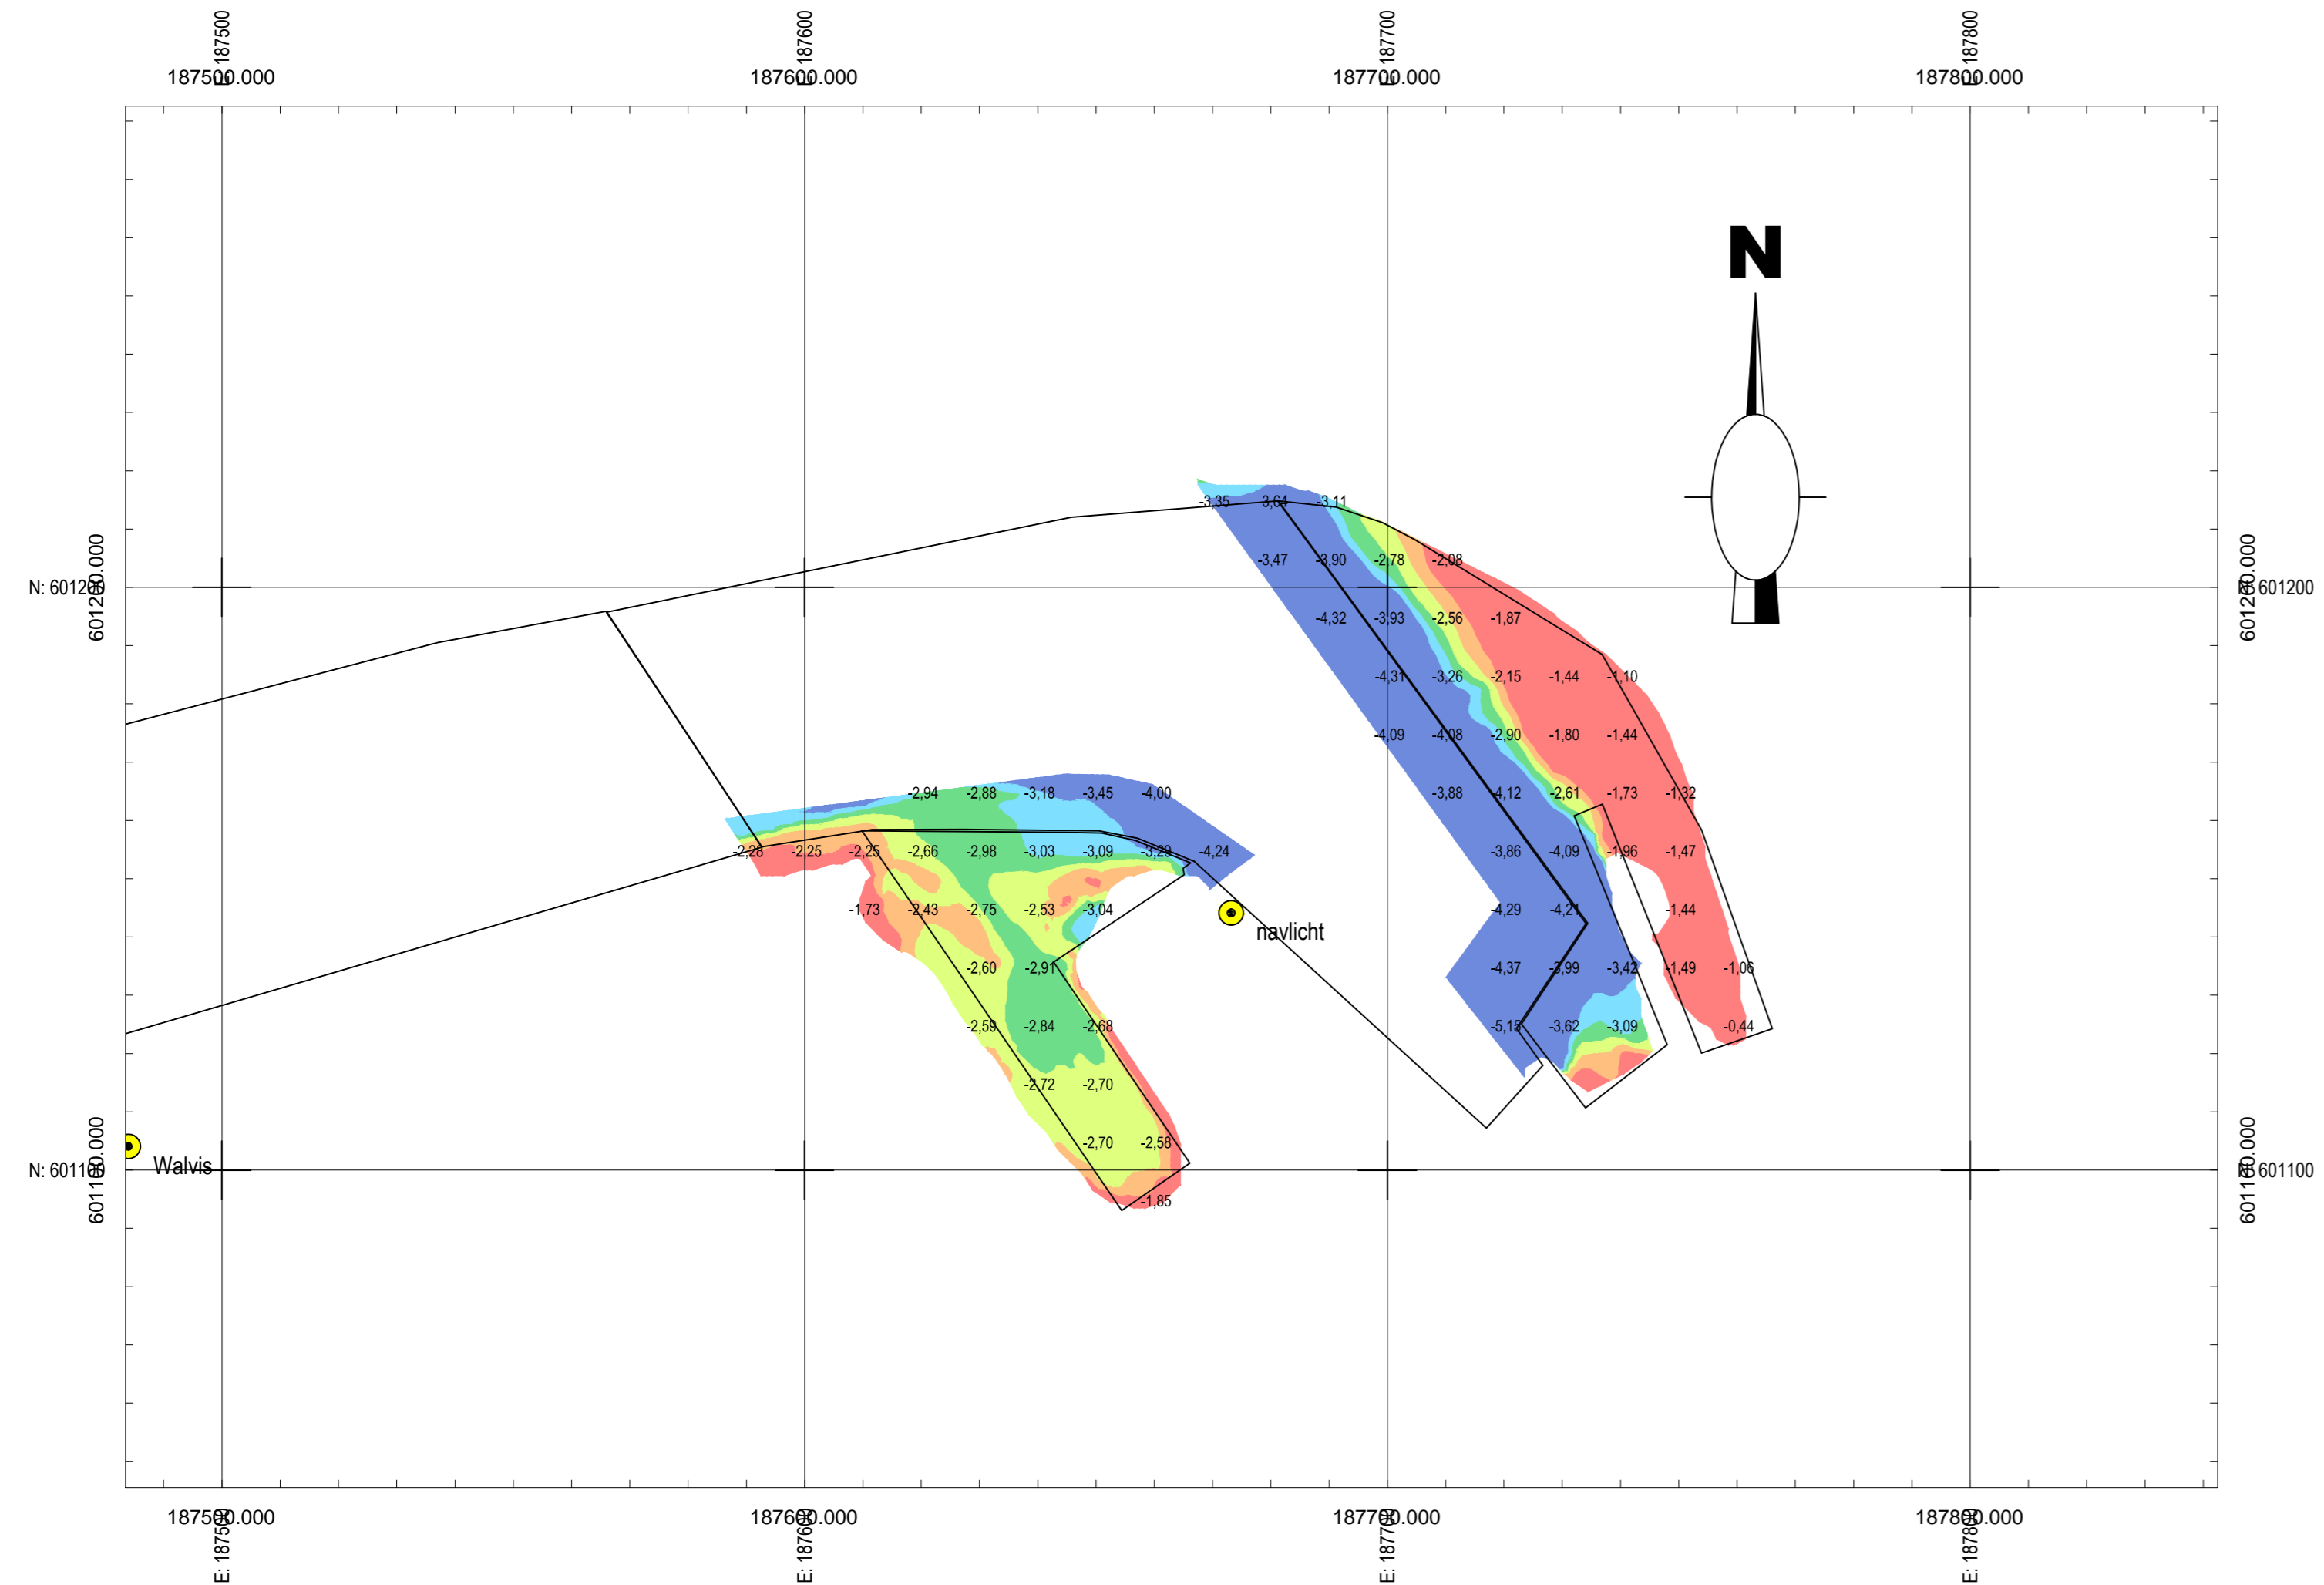 E: 187500 E: 187600 E: 187700 E: 187800
187500.000 187600.000 187700.000 187800.000
N
-3,35 -3,64 -3,11
-3,47 -3,90 -2,78 -2,08
N: 601200 601200.000 601200.000 N: 601200
-4,32 -3,93 -2,56 -1,87
-4,31 -3,26 -2,15 -1,44 -1,10
-4,09 -4,08 -2,90 -1,80 -1,44
-2,94 -2,88 -3,18 -3,45 -4,00 -3,88 -4,12 -2,61 -1,73 -1,32
-2,28 -2,25 -2,25 -2,66 -2,98 -3,03 -3,09 -3,29 -4,24 -3,86 -4,09 -1,96 -1,47
-1,73 -2,43 -2,75 -2,53 -3,04 -4,29 -4,21 -1,44
navlicht
-2,60 -2,91 -4,37 -3,99 -3,42 -1,49 -1,06
-2,59 -2,84 -2,68 -5,15 -3,62 -3,09 -0,44
-2,72 -2,70
-2,70 -2,58
Walvis
N: 601100 601100.000 601100.000 N: 601100
-1,85
187500.000 187600.000 187700.000 187800.000
E: 187500 E: 187600 E: 187700 E: 187800